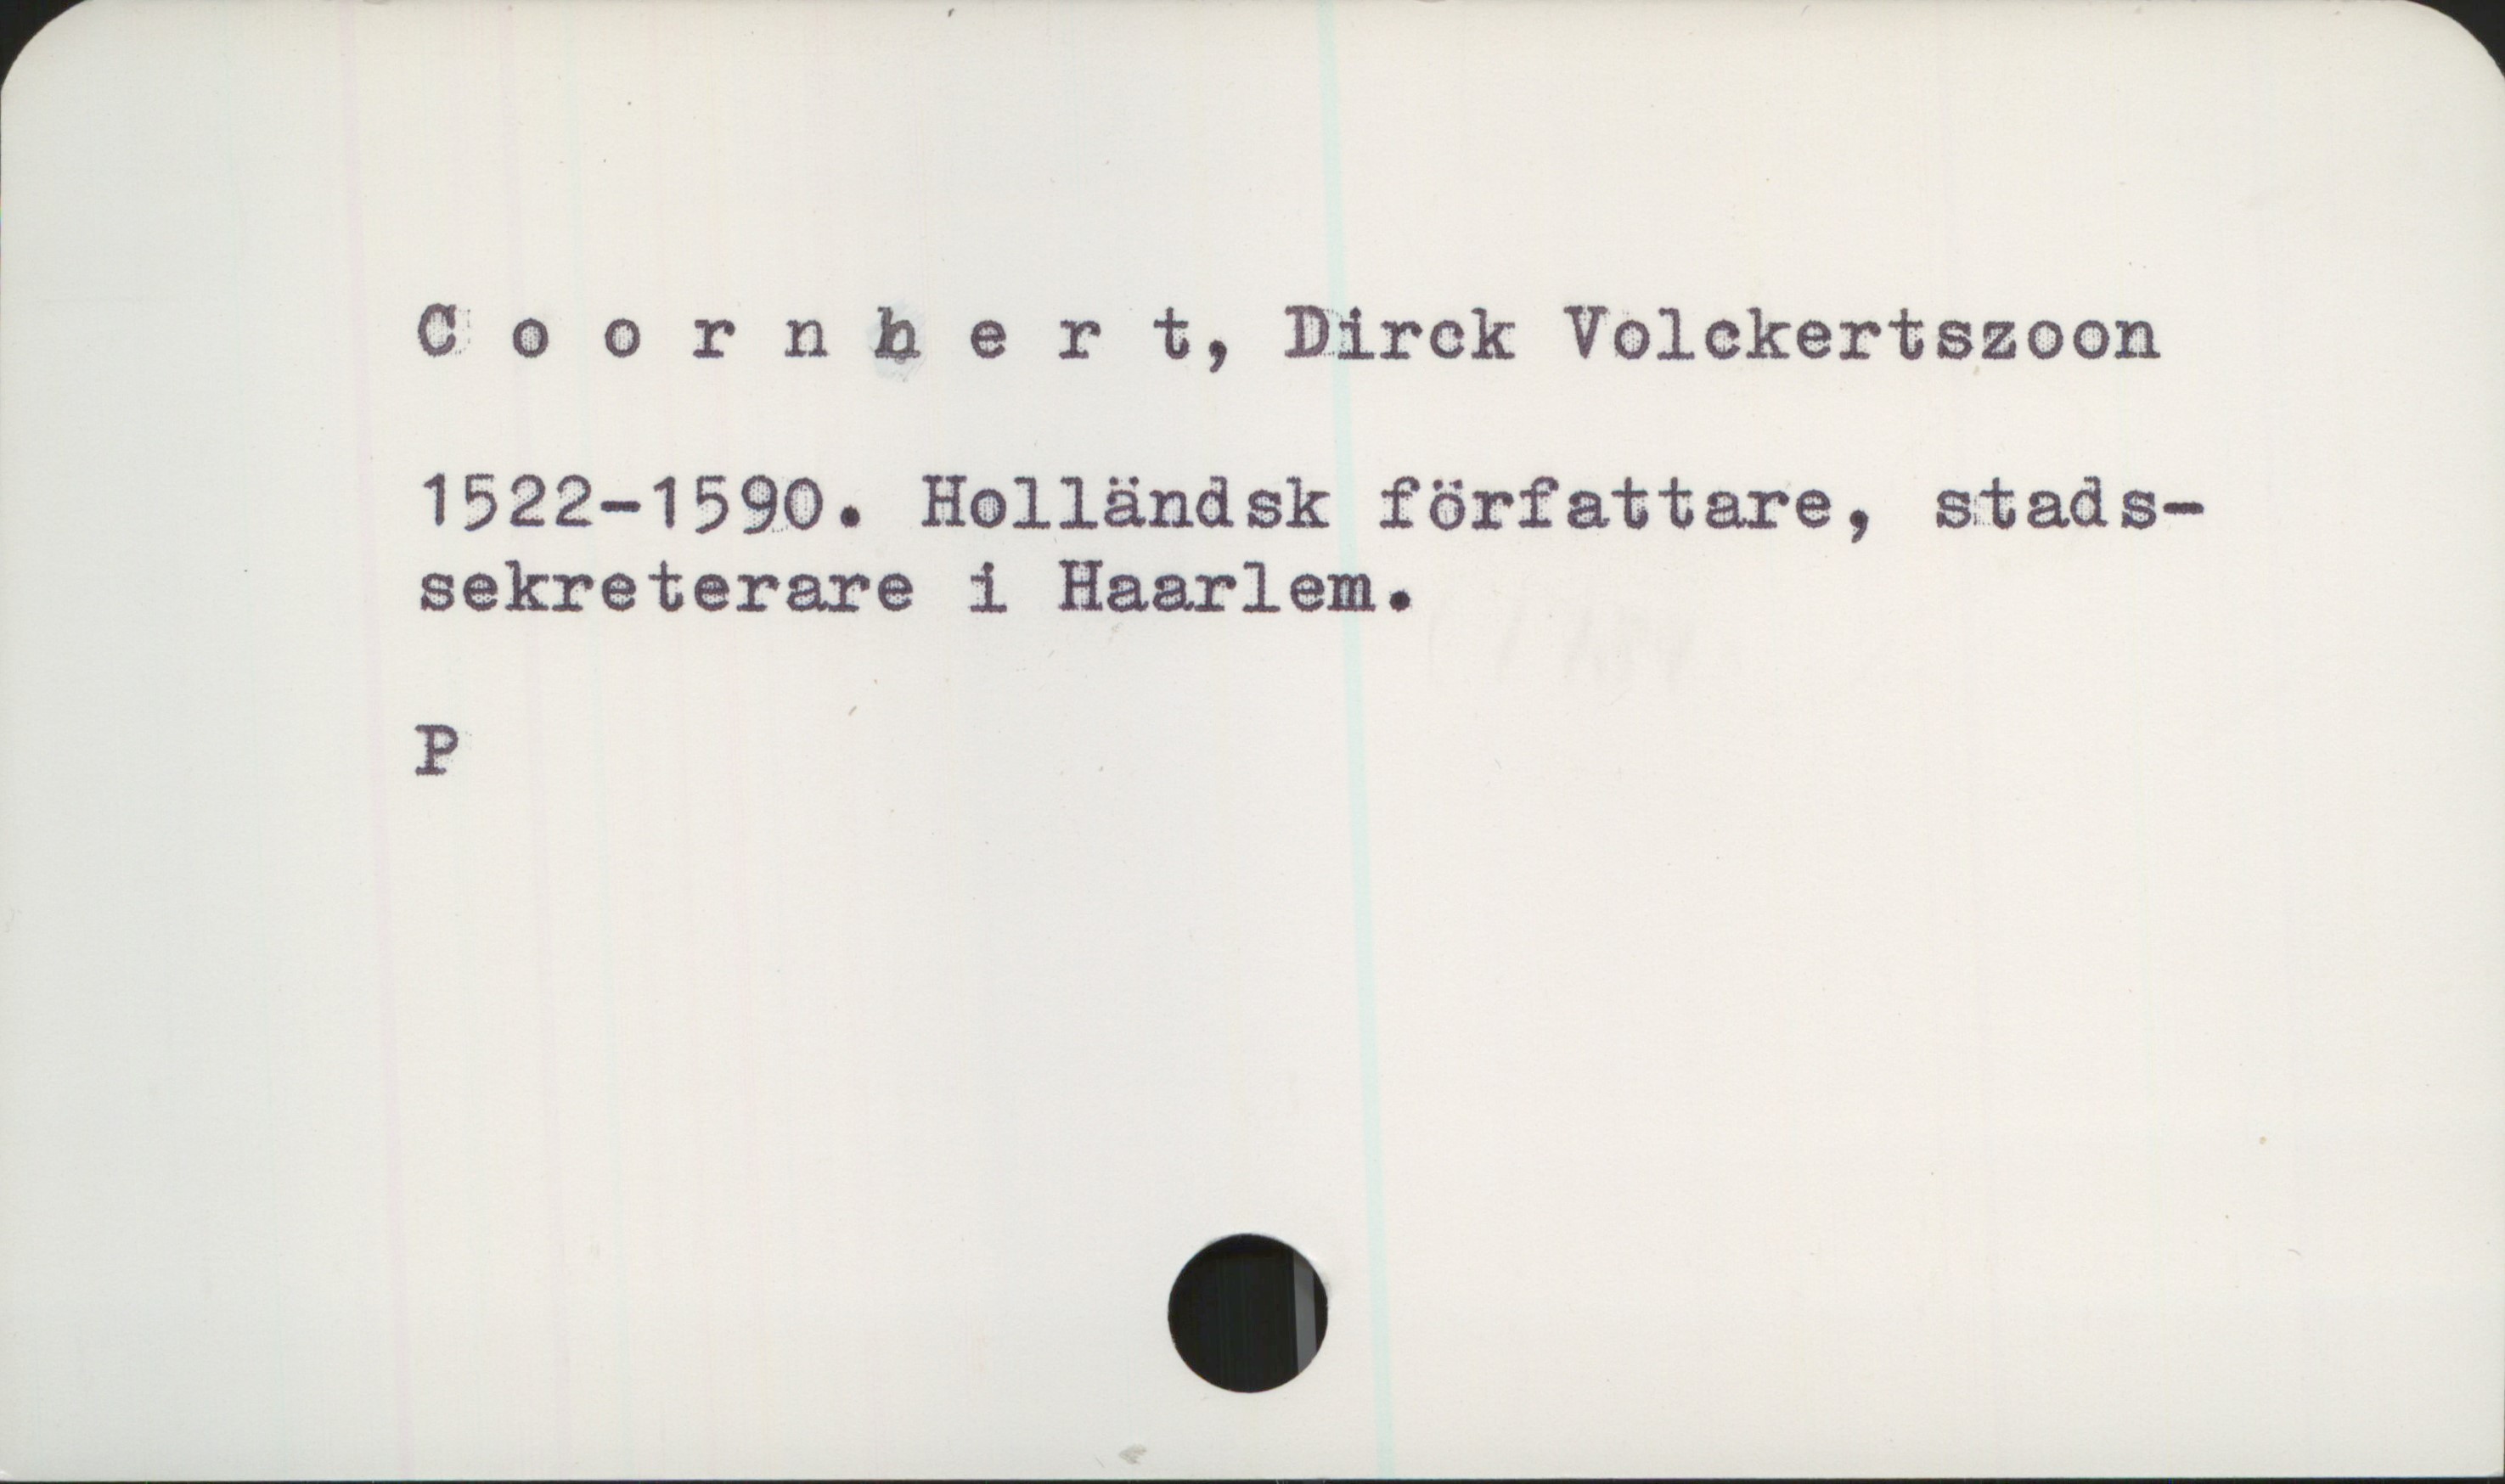 C o o r n h e r t, Dirck Volckertszoon
1522-1590. Holländsk författare, stads-
sekreterare i Haarlem.
P